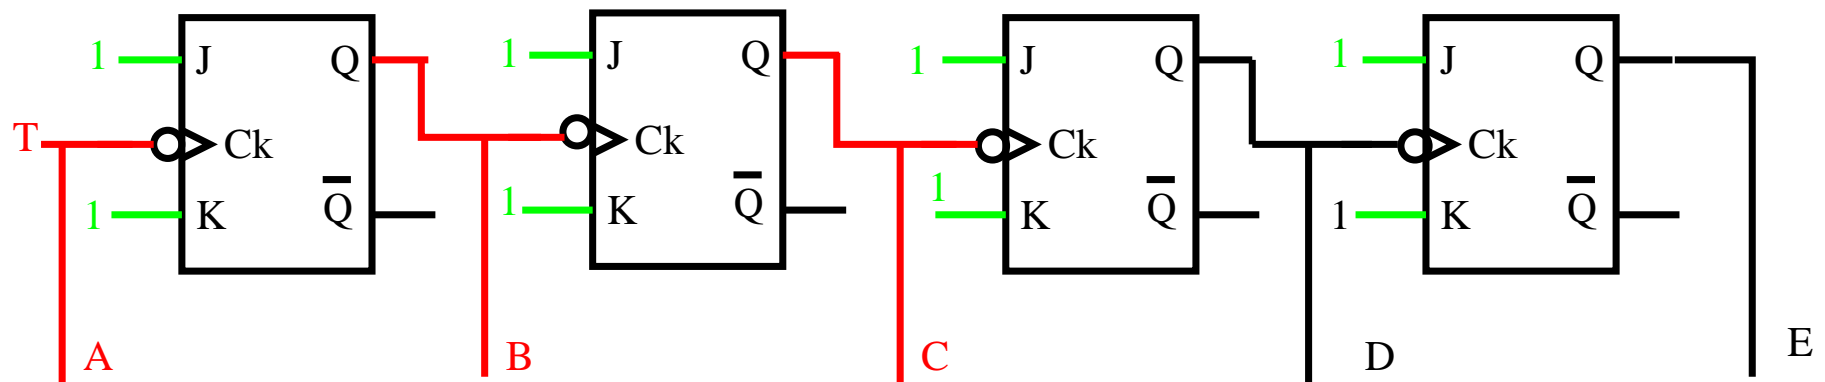 1 J Q 1 J Q 1 J Q 1 J Q
T Ck Ck Ck Ck
1 K Q 1 K Q 1 K Q 1 K Q
A B C D E